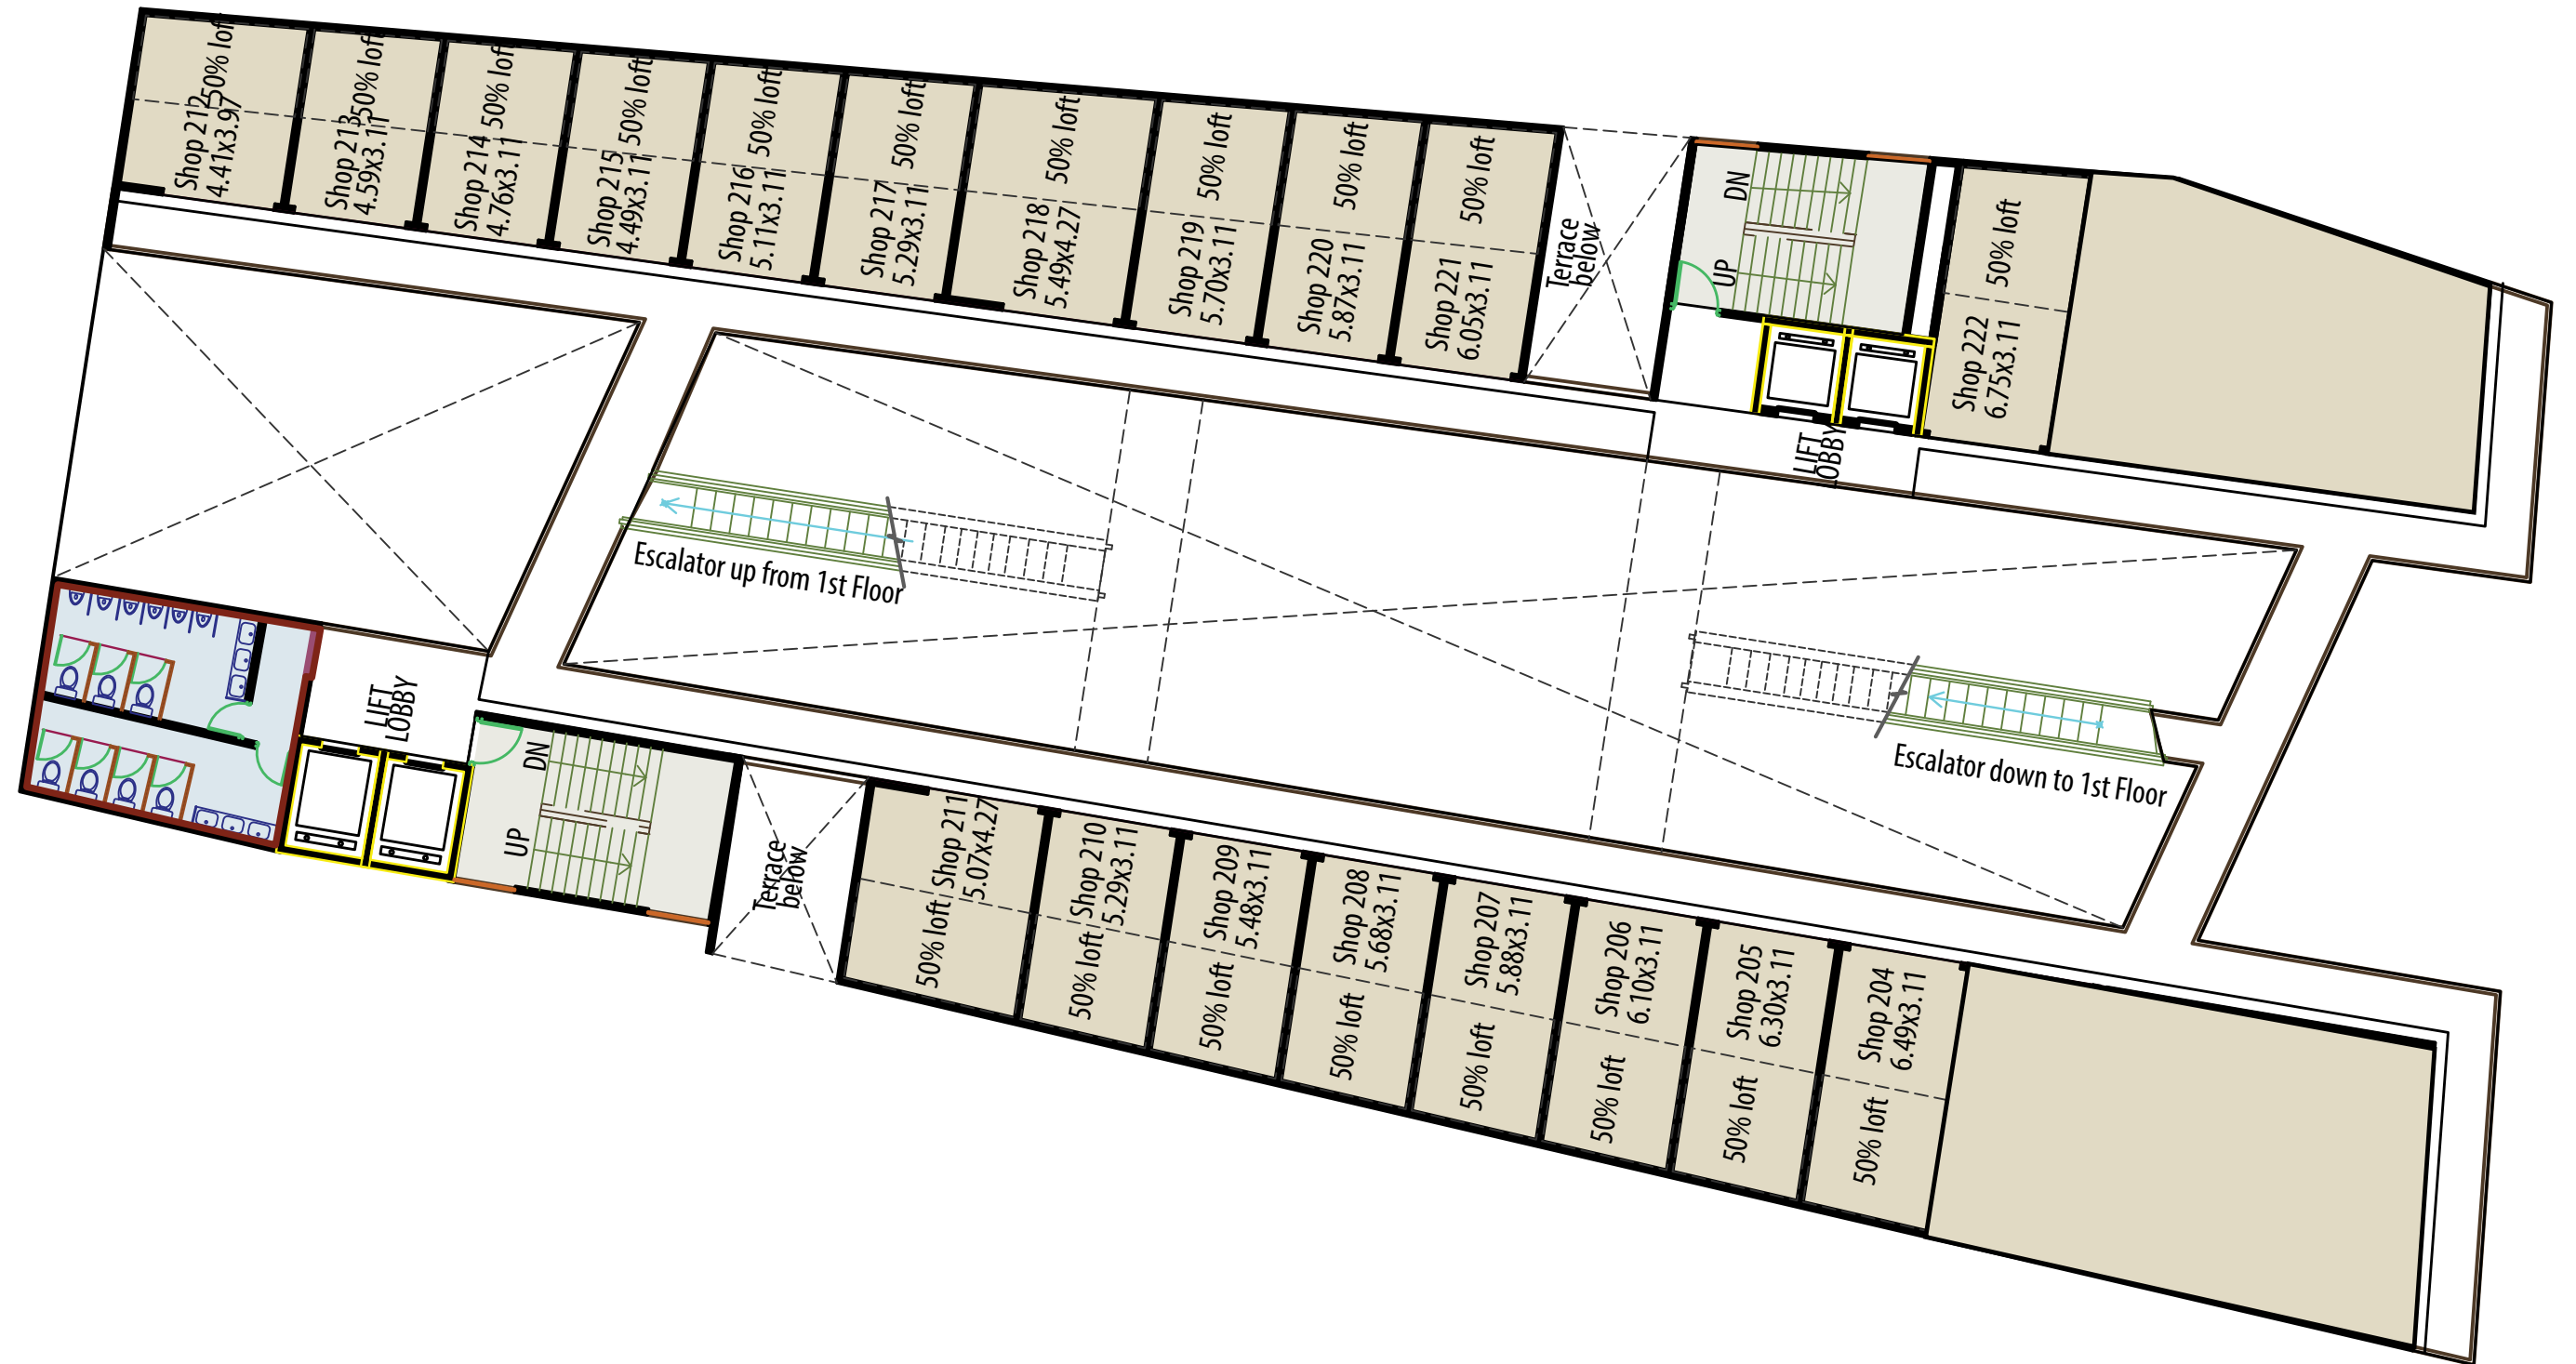 50% loft
Shop 212
4.41x3.97
50% loft
Shop 213
4.59x3.11
50% loft
Shop 214
4.76x3.11
50% loft
Shop 215
4.49x3.11
50% loft
Shop 216
5.11x3.11
50% loft
Shop 217
5.29x3.11
50% loft
Shop 218
5.49x4.27
50% loft
Shop 219
5.70x3.11
50% loft
Shop 220
5.87x3.11
50% loft
Shop 221
6.05x3.11
Terrace
below
DN
UP
50% loft
Shop 222
6.75x3.11
LIFT
LOBBY
Escalator up from 1st Floor
Escalator down to 1st Floor
LIFT
LOBBY
DN
UP
Terrace
below
Shop 211
5.07x4.27
50% loft
Shop 210
5.29x3.11
50% loft
Shop 209
5.48x3.11
50% loft
Shop 208
5.68x3.11
50% loft
Shop 207
5.88x3.11
50% loft
Shop 206
6.10x3.11
50% loft
Shop 205
6.30x3.11
50% loft
Shop 204
6.49x3.11
50% loft